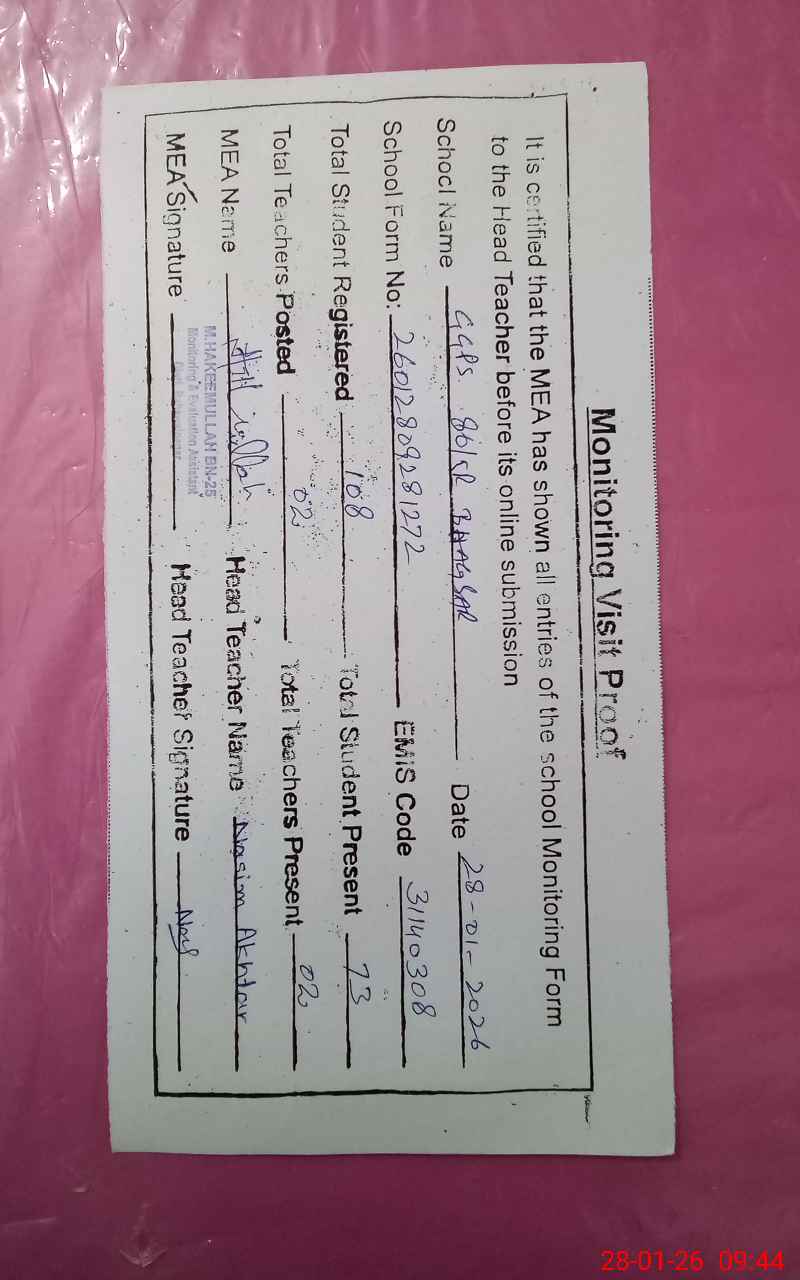 Monitoring Visit Proof
It is certified that the MEA has shown all entries of the school Monitoring Form
to the Head Teacher before its online submission
School Name GGPS 86/5R BHAGSAR Date 28-01-2026
School Form No: 26012809281272 EMIS Code 31140308
Total Student Registered 108 Total Student Present 73
Total Teachers Posted 02 Total Teachers Present 02
MEA Name Head Teacher Name Nasim Akhtar
M.HAKEEMULLAH BN-25
Monitoring & Evaluation Assistant
MEA Signature Head Teacher Signature
28-01-26 09:44